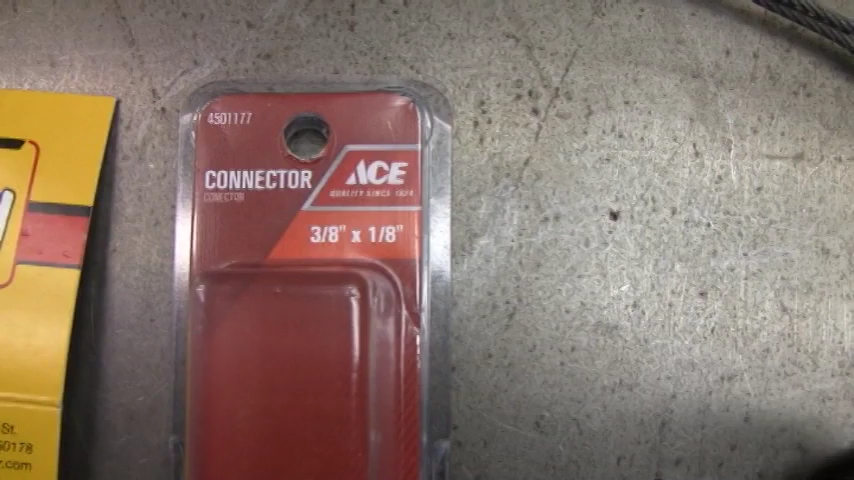 4501177
CONNECTOR
CONECTOR
ACE
QUALITY SINCE 1924
3/8" x 1/8"
St.
50178
.com